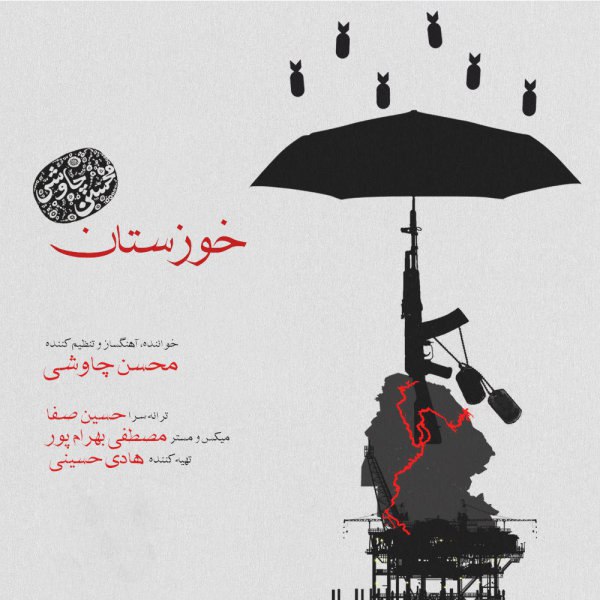 محسن چاوشی
خوزستان
خواننده، آهنگساز و تنظیم کننده
محسن چاوشی
ترانه سرا حسین صفا
میکس و مستر مصطفی بهرام پور
تهیه کننده هادی حسینی